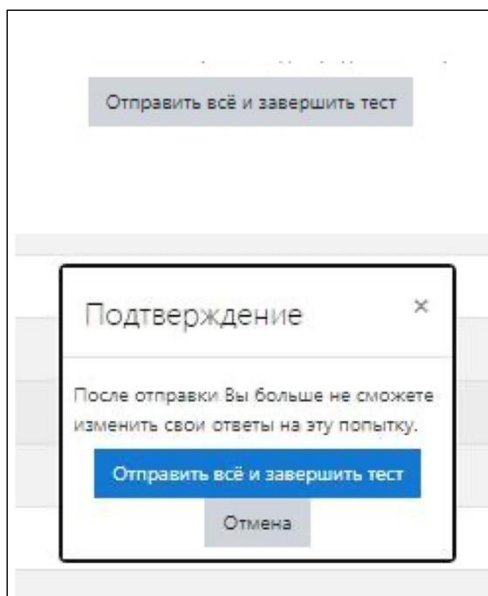 Отправить всё и завершить тест
Подтверждение ×
После отправки Вы больше не сможете
изменить свои ответы на эту попытку.
Отправить всё и завершить тест
Отмена